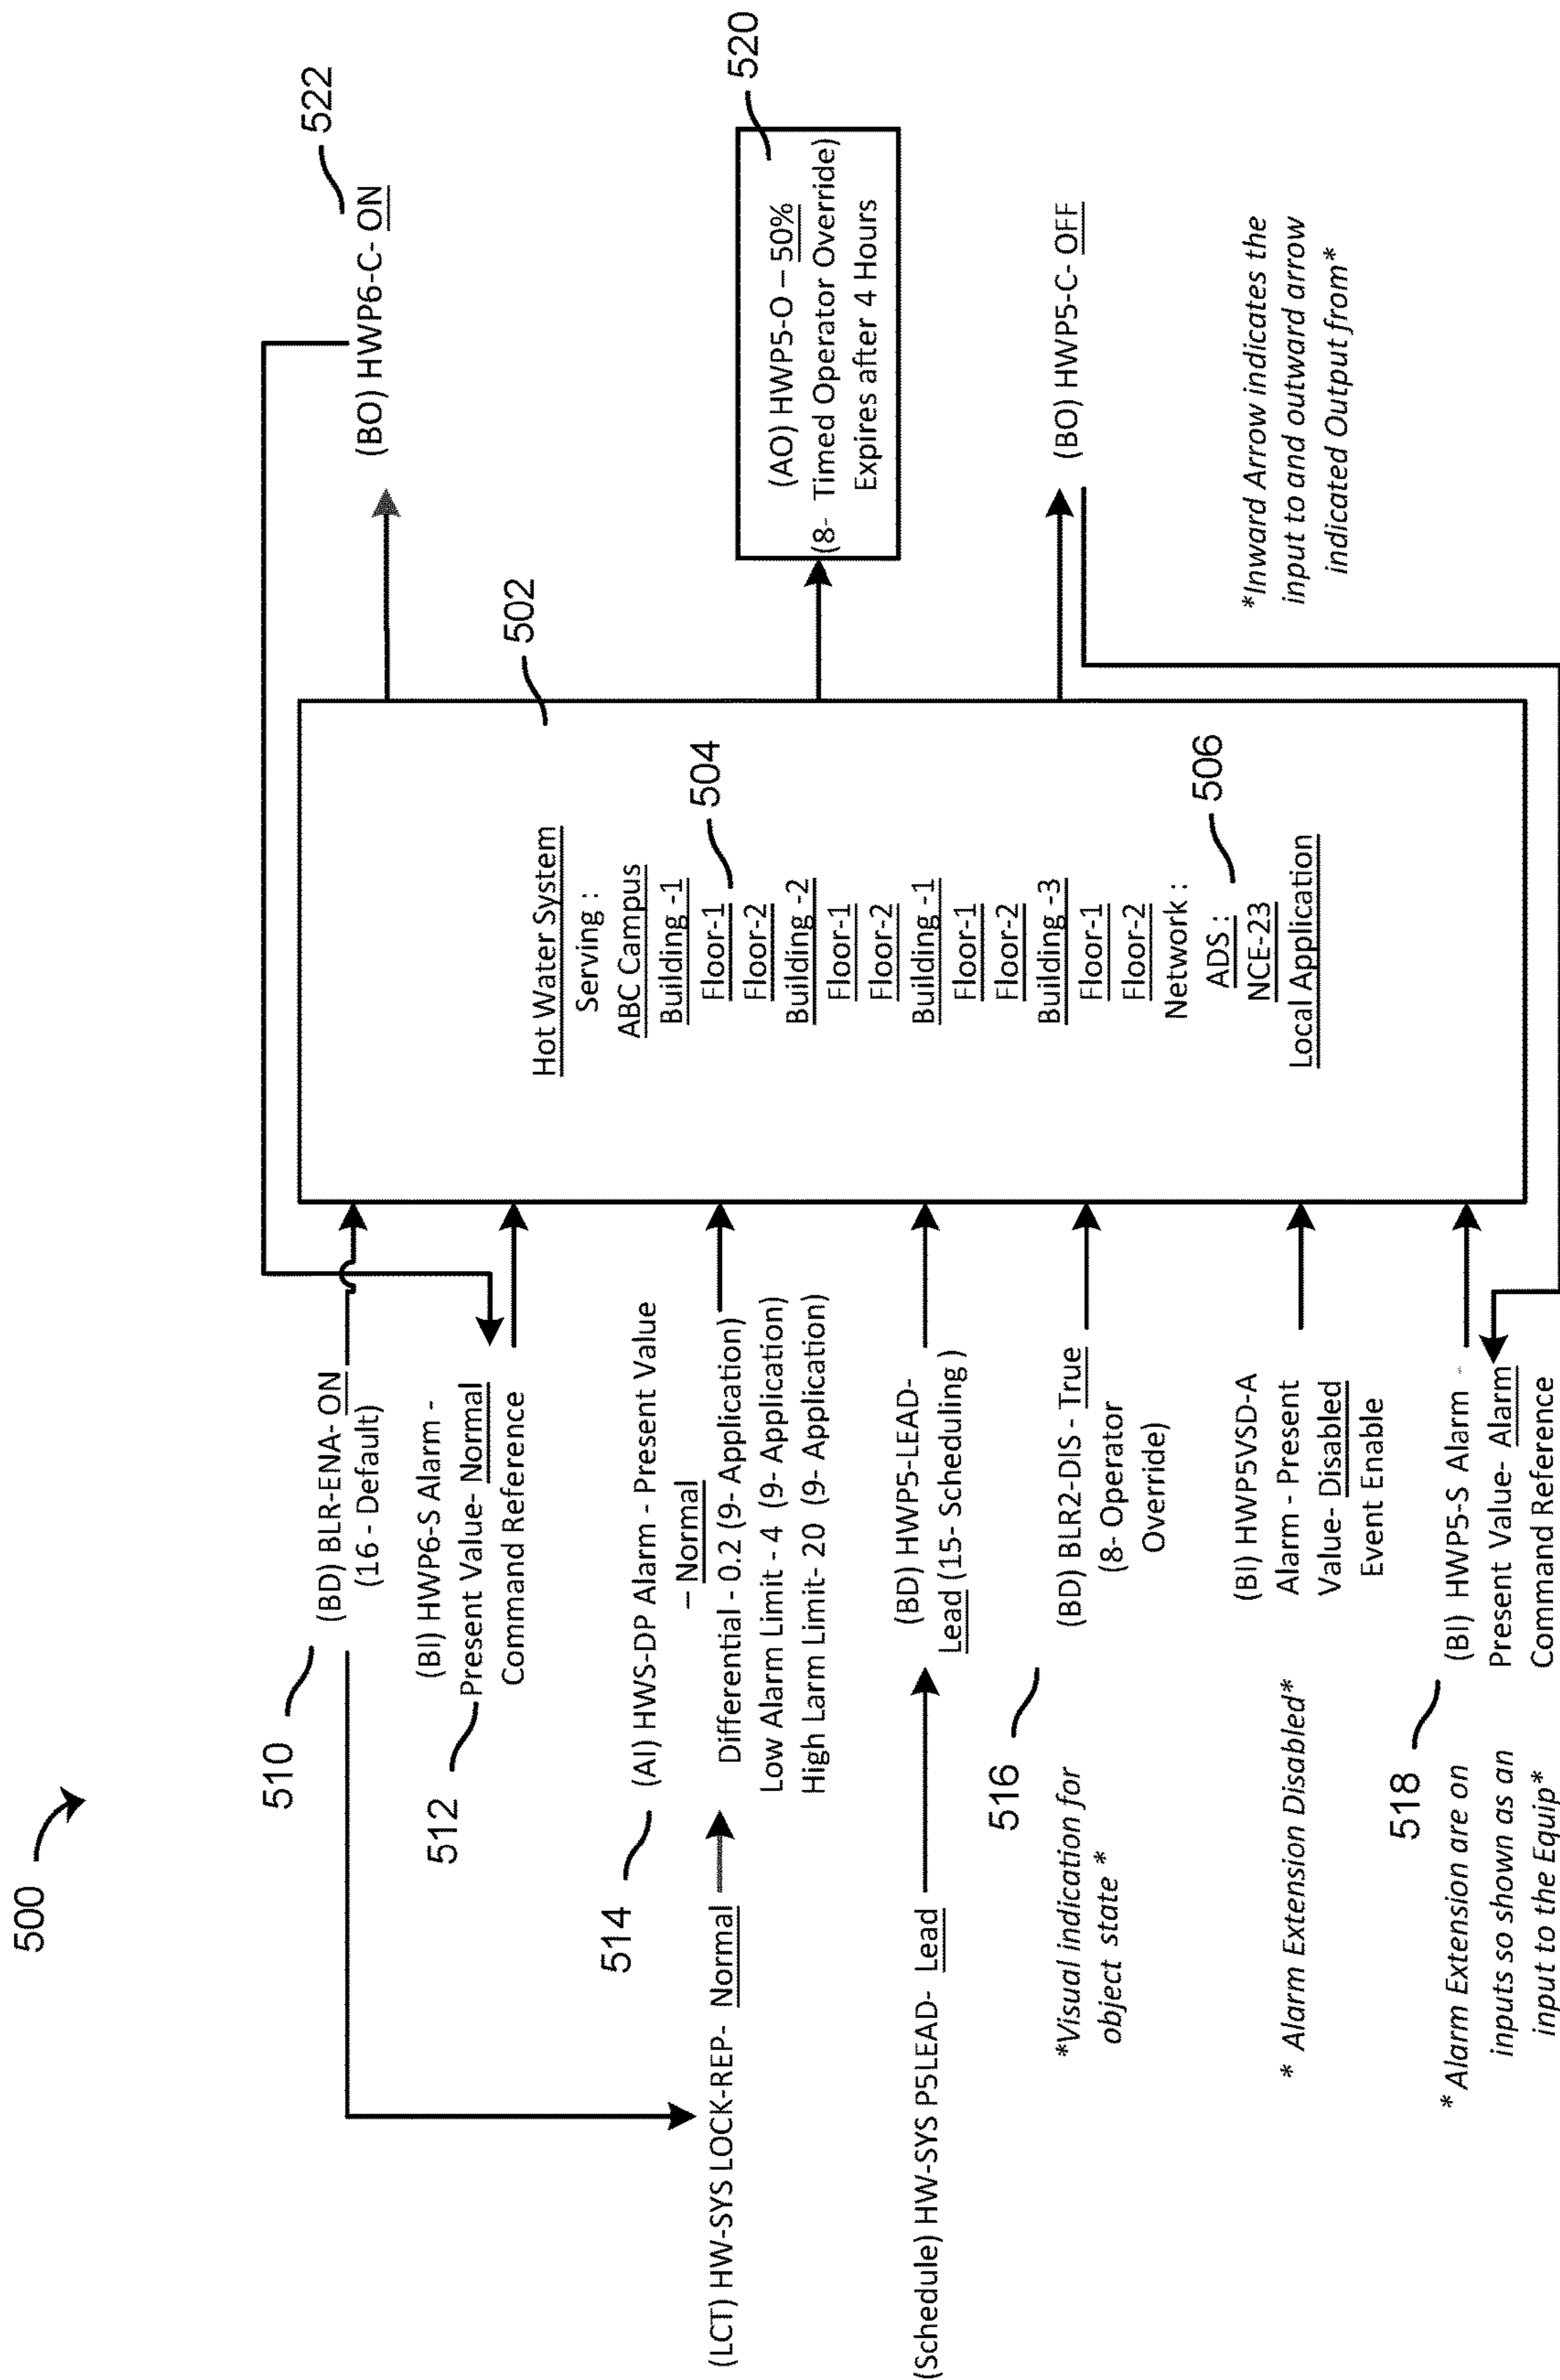 500
510
(BD) BLR-ENA- ON
(16 - Default)
512
(BI) HWP6-S Alarm -
Present Value- Normal
Command Reference
(LCT) HW-SYS LOCK-REP- Normal
514
(AI) HWS-DP Alarm - Present Value
– Normal
Differential - 0.2 (9- Application)
Low Alarm Limit - 4 (9- Application)
High Larm Limit- 20 (9- Application)
(Schedule) HW-SYS P5LEAD- Lead
(BD) HWP5-LEAD-
Lead (15- Scheduling )
516
*Visual indication for
object state *
(BD) BLR2-DIS - True
(8- Operator
Override)
* Alarm Extension Disabled*
(BI) HWP5VSD-A
Alarm - Present
Value- Disabled
Event Enable
518
* Alarm Extension are on
inputs so shown as an
input to the Equip*
(BI) HWP5-S Alarm -
Present Value- Alarm
Command Reference
502
Hot Water System
Serving :
ABC Campus
Building -1
504
Floor-1
Floor-2
Building -2
Floor-1
Floor-2
Building -1
Floor-1
Floor-2
Building -3
Floor-1
Floor-2
Network :
506
ADS :
NCE-23
Local Application
522
(BO) HWP6-C- ON
520
(AO) HWP5-O – 50%
(8- Timed Operator Override)
Expires after 4 Hours
(BO) HWP5-C- OFF
*Inward Arrow indicates the
input to and outward arrow
indicated Output from*